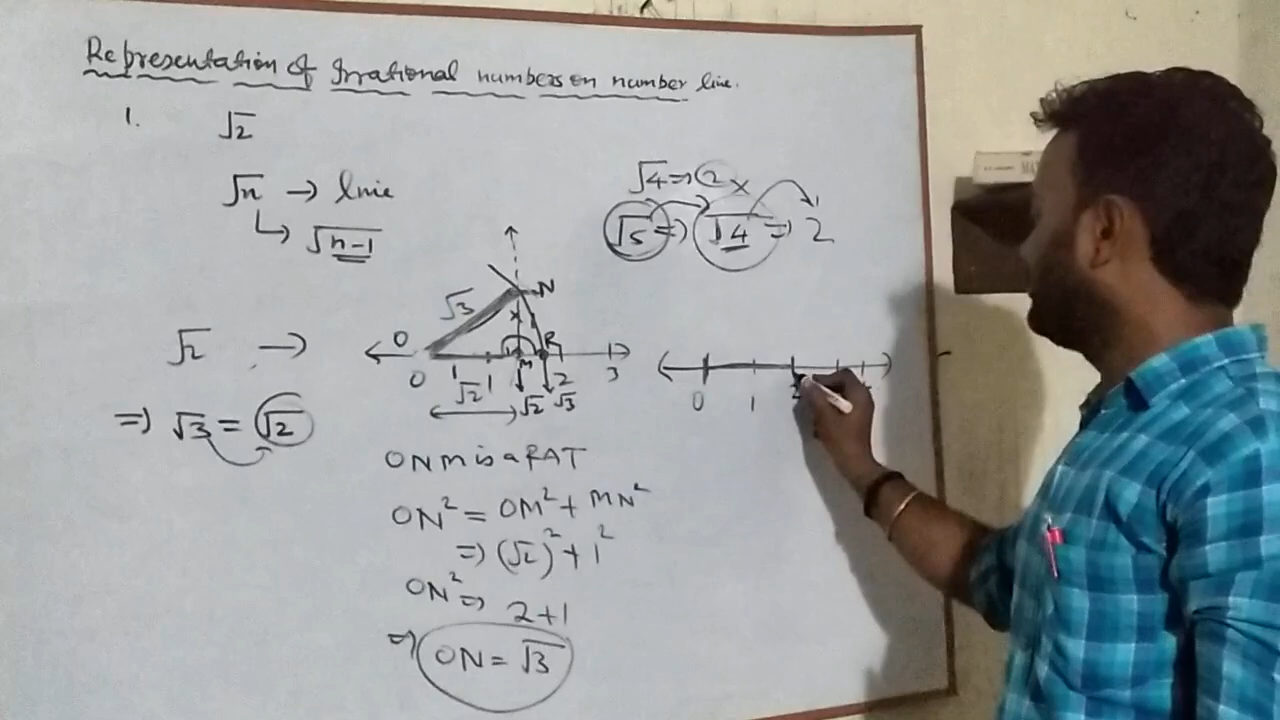 Representation of Irrational numbers on number line.
1. √2
√n → line
↳ √n-1
√4 ⇒ 2 ×
√5 ⇒ √4 ⇒ 2
√2 →
⇒ √3 = √2
0 √3 N
0 1 √2 1 M R 2 3
√2 √3
0 1 2
ONM is a RAT
ON² = OM² + MN²
⇒ (√2)² + 1²
ON² ⇒ 2+1
⇒ ON = √3